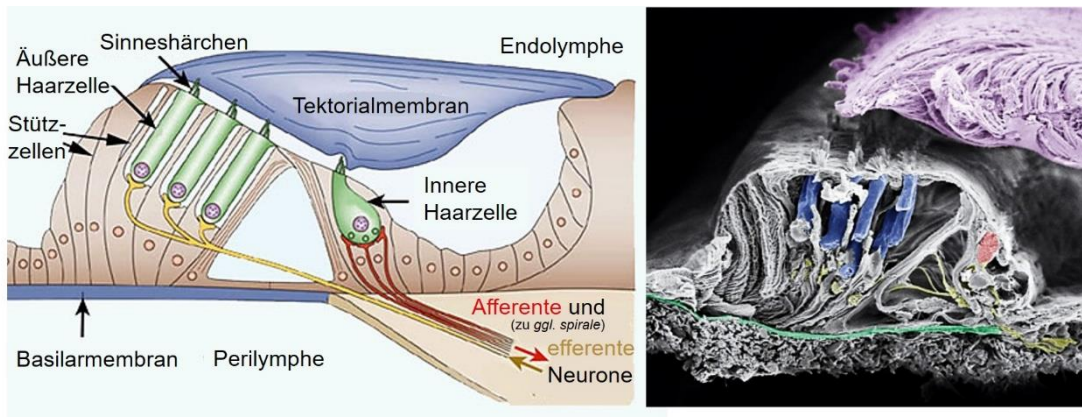 Sinneshärchen
Endolymphe
Äußere
Haarzelle
Tektorialmembran
Stütz-
zellen
Innere
Haarzelle
Afferente und
(zu ggl. spirale)
efferente
Neurone
Basilarmembran
Perilymphe